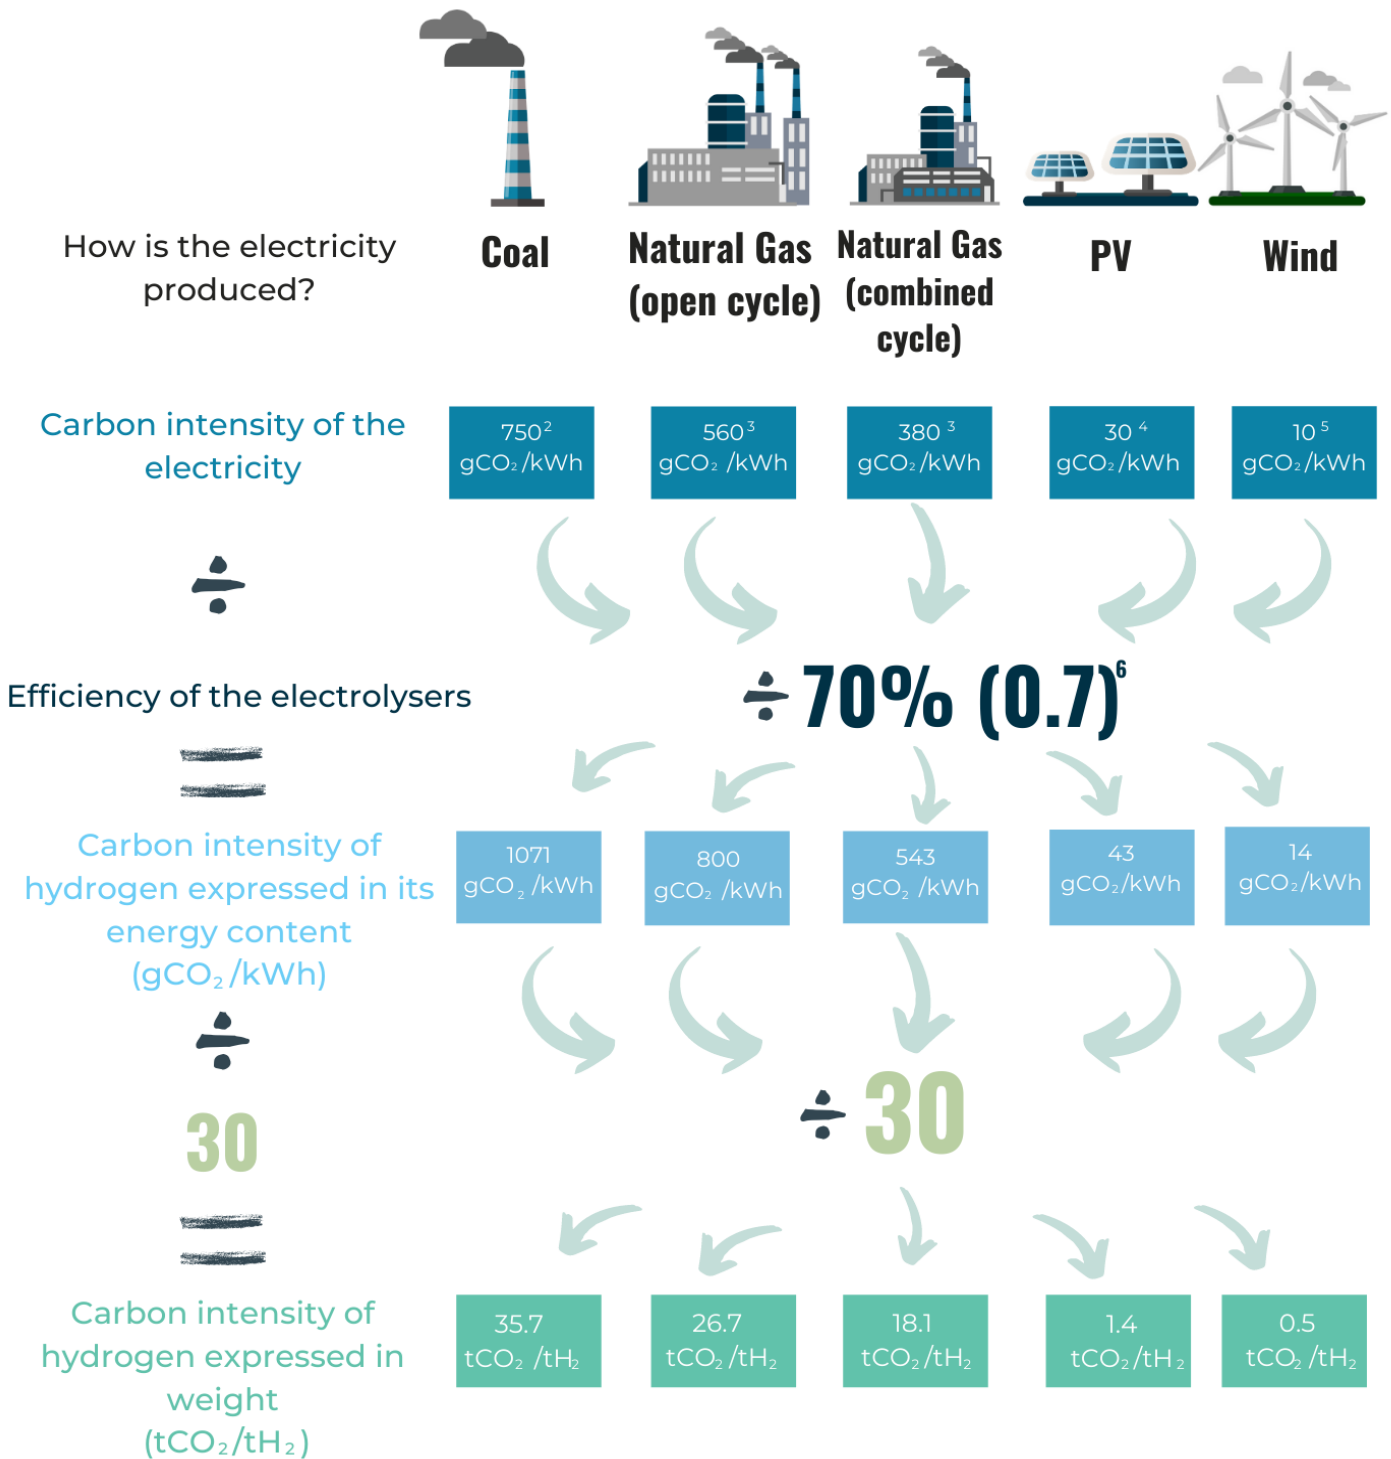 How is the electricity
produced?
Coal
Natural Gas
(open cycle)
Natural Gas
(combined
cycle)
PV
Wind
Carbon intensity of the
electricity
750²
gCO₂/kWh
560³
gCO₂ /kWh
380 ³
gCO₂/kWh
30 ⁴
gCO₂/kWh
10 ⁵
gCO₂/kWh
÷
Efficiency of the electrolysers
÷ 70% (0.7)⁶
=
Carbon intensity of
hydrogen expressed in its
energy content
(gCO₂/kWh)
1071
gCO₂ /kWh
800
gCO₂ /kWh
543
gCO₂ /kWh
43
gCO₂/kWh
14
gCO₂/kWh
÷
30
÷ 30
=
Carbon intensity of
hydrogen expressed in
weight
(tCO₂/tH₂)
35.7
tCO₂ /tH₂
26.7
tCO₂/tH₂
18.1
tCO₂/tH₂
1.4
tCO₂/tH₂
0.5
tCO₂/tH₂